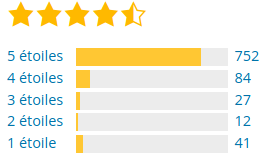 5 étoiles 752
4 étoiles 84
3 étoiles 27
2 étoiles 12
1 étoile 41